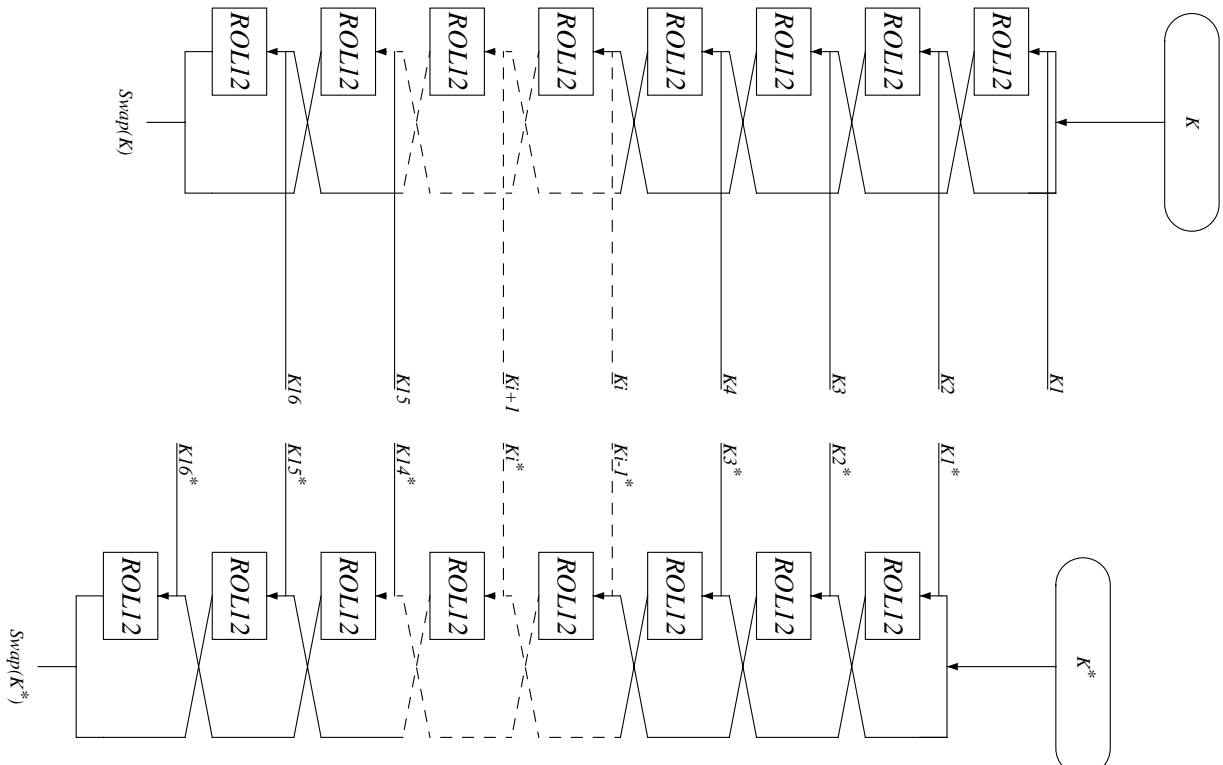 K
ROL12
K1
ROL12
K2
ROL12
K3
ROL12
K4
ROL12
Ki
ROL12
Ki+1
ROL12
K15
ROL12
K16
Swap(K)
K*
K1*
ROL12
K2*
ROL12
K3*
ROL12
Ki-1*
ROL12
Ki*
ROL12
K14*
ROL12
K15*
ROL12
K16*
ROL12
Swap(K*)